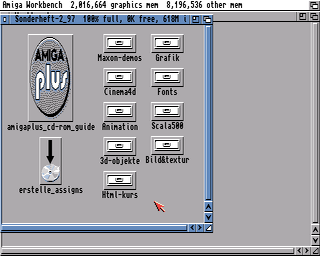 Amiga Workbench 2,016,664 graphics mem 8,196,536 other mem
Sonderheft-2_97 100% full, 0K free, 618M i
AMIGA
plus
Maxon-demos
Grafik
Cinema4d
Fonts
amigaplus_cd-rom_guide
Animation
Scala500
3d-objekte
Bild&textur
erstelle_assigns
Html-kurs